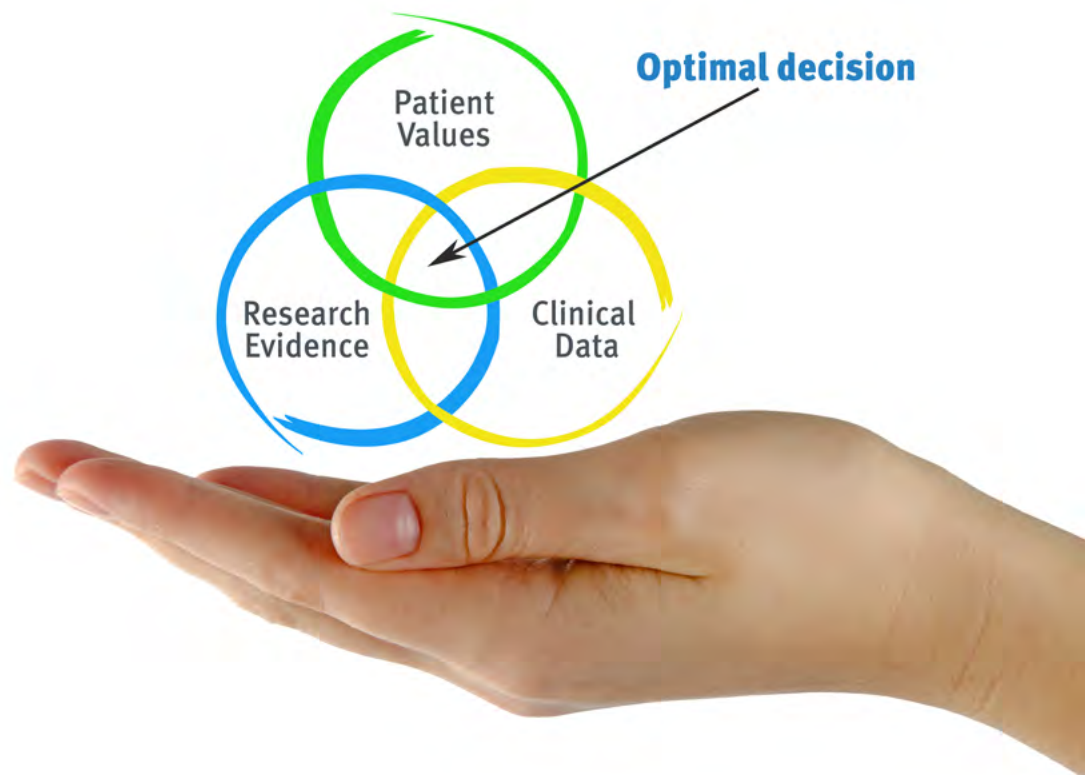 Optimal decision
Patient
Values
Research
Evidence
Clinical
Data